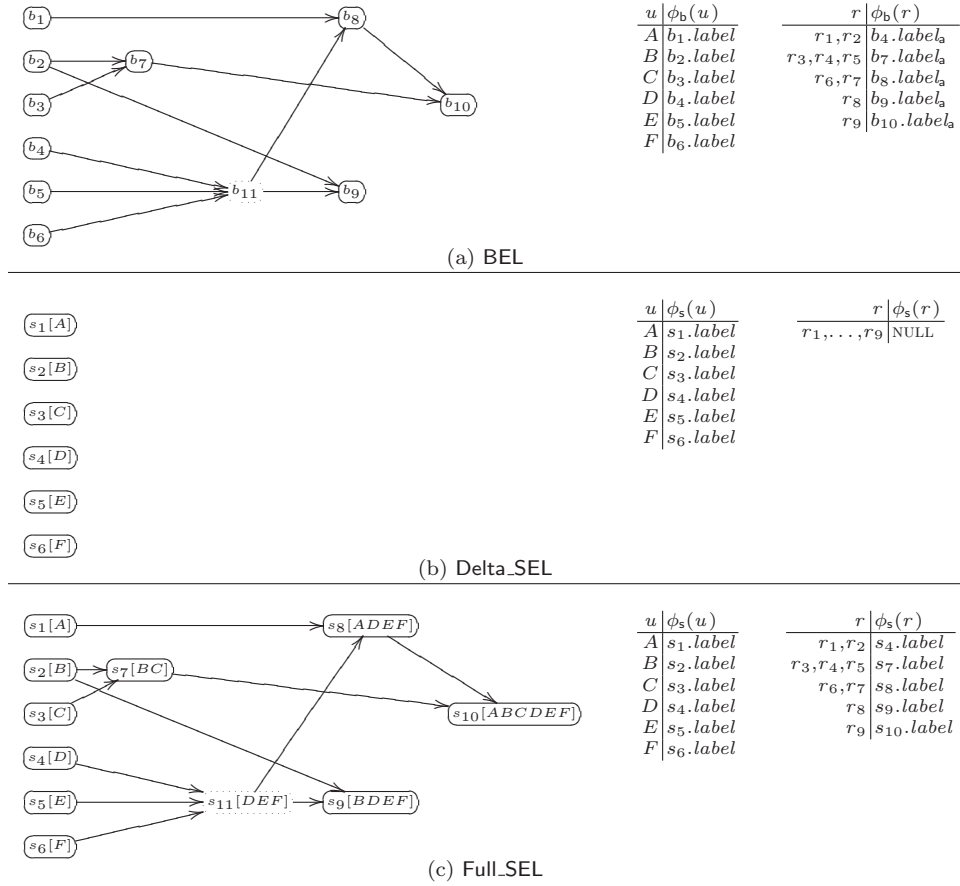 b1 b8 u ϕb(u) r ϕb(r)
A b1.label r1,r2 b4.labela
b2 b7 B b2.label r3,r4,r5 b7.labela
C b3.label r6,r7 b8.labela
b3 b10 D b4.label r8 b9.labela
E b5.label r9 b10.labela
b4 F b6.label
b5 b11 b9
b6
(a) BEL
u ϕs(u) r ϕs(r)
s1[A] A s1.label r1,...,r9 NULL
B s2.label
s2[B] C s3.label
D s4.label
s3[C] E s5.label
F s6.label
s4[D]
s5[E]
s6[F]
(b) Delta_SEL
s1[A] s8[ADEF] u ϕs(u) r ϕs(r)
A s1.label r1,r2 s4.label
s2[B] s7[BC] B s2.label r3,r4,r5 s7.label
C s3.label r6,r7 s8.label
s3[C] s10[ABCDEF] D s4.label r8 s9.label
E s5.label r9 s10.label
s4[D] F s6.label
s5[E] s11[DEF] s9[BDEF]
s6[F]
(c) Full_SEL